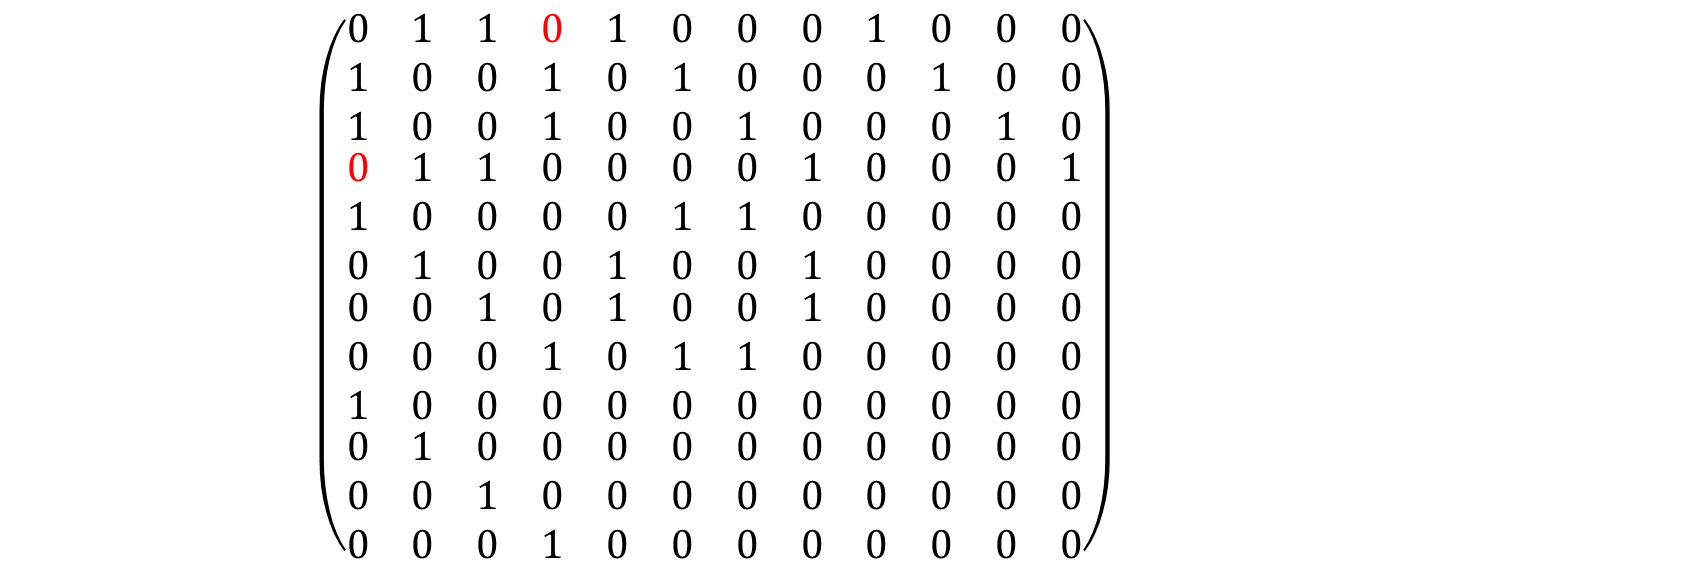 0 1 1 0 1 0 0 0 1 0 0 0
1 0 0 1 0 1 0 0 0 1 0 0
1 0 0 1 0 0 1 0 0 0 1 0
0 1 1 0 0 0 0 1 0 0 0 1
1 0 0 0 0 1 1 0 0 0 0 0
0 1 0 0 1 0 0 1 0 0 0 0
0 0 1 0 1 0 0 1 0 0 0 0
0 0 0 1 0 1 1 0 0 0 0 0
1 0 0 0 0 0 0 0 0 0 0 0
0 1 0 0 0 0 0 0 0 0 0 0
0 0 1 0 0 0 0 0 0 0 0 0
0 0 0 1 0 0 0 0 0 0 0 0